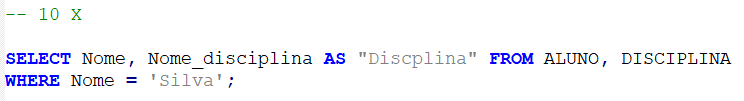 -- 10 X
SELECT Nome, Nome_disciplina AS "Discplina" FROM ALUNO, DISCIPLINA
WHERE Nome = 'Silva';